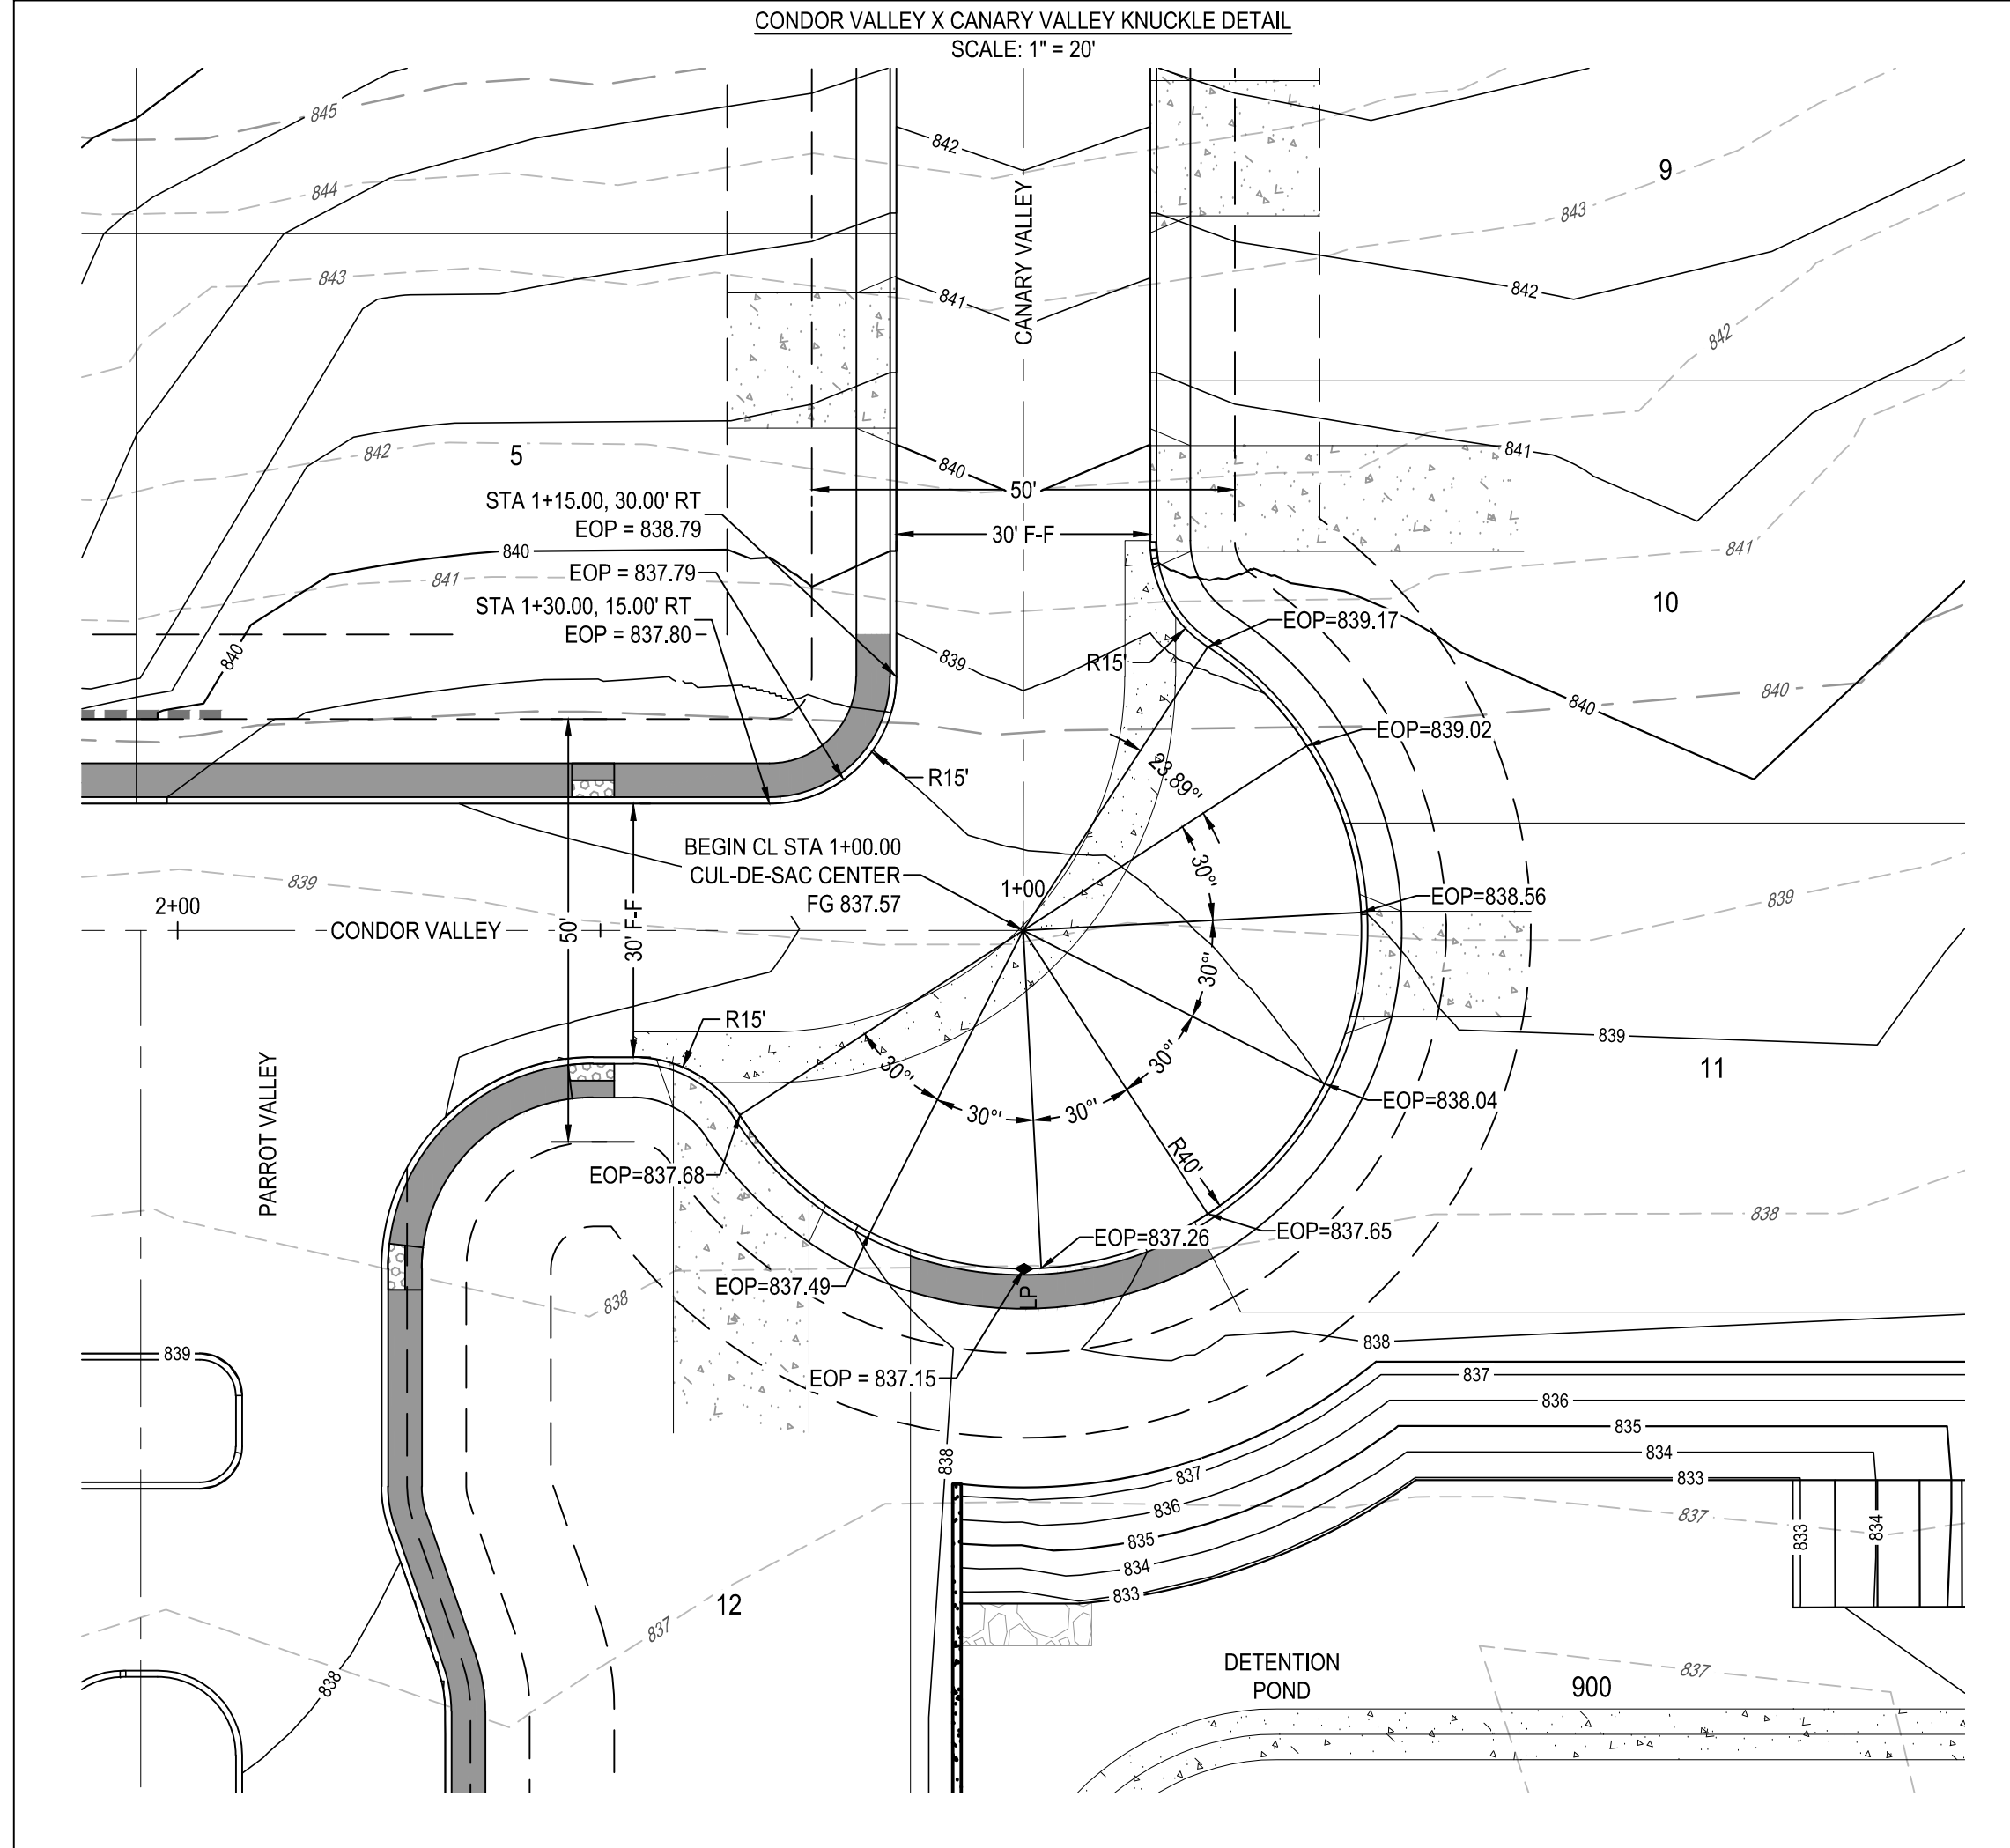 CONDOR VALLEY X CANARY VALLEY KNUCKLE DETAIL
SCALE: 1" = 20'
845
844
843
842
5
842
841
840
CANARY VALLEY
9
843
842
842
841
841
10
840
840
50'
30' F-F
STA 1+15.00, 30.00' RT
EOP = 838.79
840
841
EOP = 837.79
STA 1+30.00, 15.00' RT
EOP = 837.80
840
839
R15'
EOP=839.17
EOP=839.02
23.89°'
R15'
BEGIN CL STA 1+00.00
CUL-DE-SAC CENTER
FG 837.57
1+00
30°'
EOP=838.56
839
839
2+00
CONDOR VALLEY
50'
30' F-F
30°'
R15'
839
11
30°'
30°'
30°'
30°'
EOP=838.04
R40'
PARROT VALLEY
EOP=837.68
EOP=837.26
EOP=837.65
838
EOP=837.49
LP
838
838
839
EOP = 837.15
837
836
835
834
833
838
837
836
835
834
833
837
833
834
12
837
838
DETENTION
POND
900
837